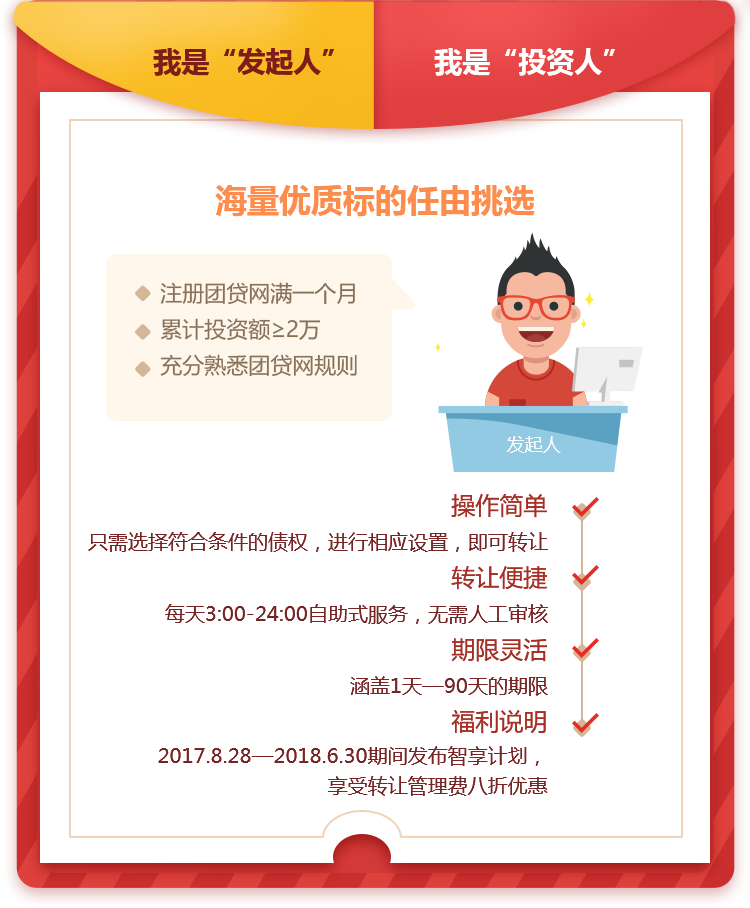 我是“发起人”
我是“投资人”
海量优质标的任由挑选
注册团贷网满一个月
累计投资额≥2万
充分熟悉团贷网规则
发起人
操作简单
只需选择符合条件的债权，进行相应设置，即可转让
转让便捷
每天3:00-24:00自助式服务，无需人工审核
期限灵活
涵盖1天—90天的期限
福利说明
2017.8.28—2018.6.30期间发布智享计划，
享受转让管理费八折优惠